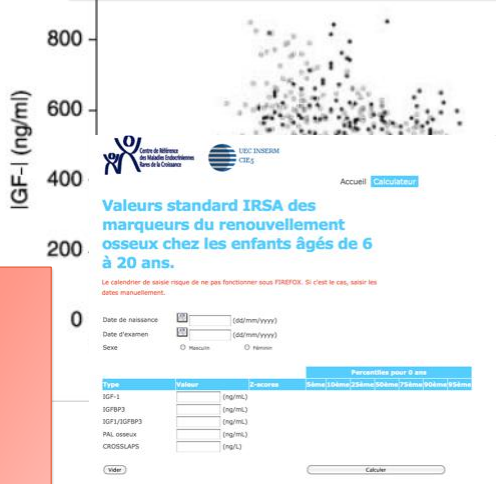 800
600
400
200
0
IGF-I (ng/ml)
Centre de Référence
des Maladies Endocriniennes
Rares de la Croissance
UEC INSERM
CIE5
Accueil Calculateur
Valeurs standard IRSA des
marqueurs du renouvellement
osseux chez les enfants âgés de 6
à 20 ans.
Le calendrier de saisie risque de ne pas fonctionner sous FIREFOX. Si c'est le cas, saisir les
dates manuellement.
Date de naissance (dd/mm/yyyy)
Date d'examen (dd/mm/yyyy)
Sexe Masculin Féminin
Percentiles pour 0 ans
Type Valeur Z-scores 5ème 10ème 25ème 50ème 75ème 90ème 95ème
IGF-1 (ng/mL)
IGFBP3 (ng/mL)
IGF1/IGFBP3 (ng/mL)
PAL osseux (ng/mL)
CROSSLAPS (ng/L)
Vider Calculer